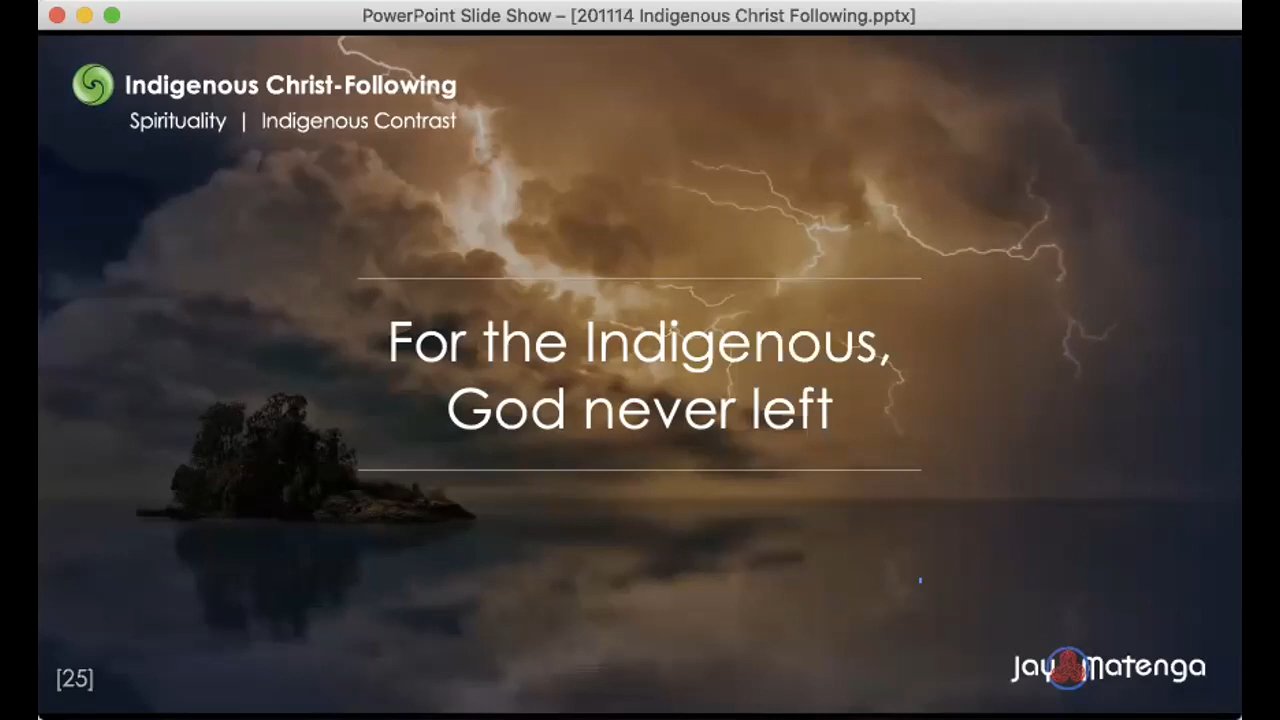 PowerPoint Slide Show – [201114 Indigenous Christ Following.pptx]
Indigenous Christ-Following
Spirituality | Indigenous Contrast
For the Indigenous,
God never left
[25]
Jay Matenga